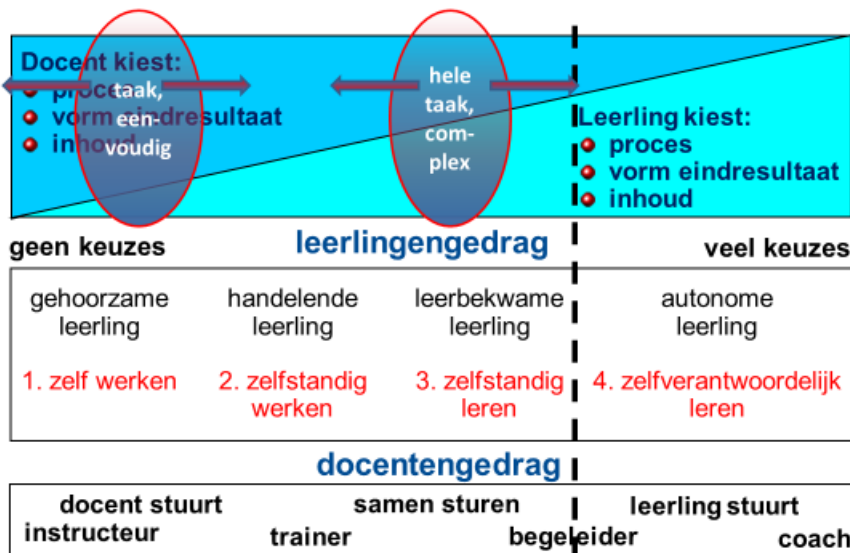 Docent kiest:
proces
vorm eindresultaat
inhoud
taak,
een-
voudig
hele
taak,
com-
plex
Leerling kiest:
proces
vorm eindresultaat
inhoud
geen keuzes
leerlingengedrag
veel keuzes
gehoorzame
leerling
handelende
leerling
leerbekwame
leerling
autonome
leerling
1. zelf werken
2. zelfstandig
werken
3. zelfstandig
leren
4. zelfverantwoordelijk
leren
docentengedrag
docent stuurt
samen sturen
leerling stuurt
instructeur
trainer
begeleider
coach